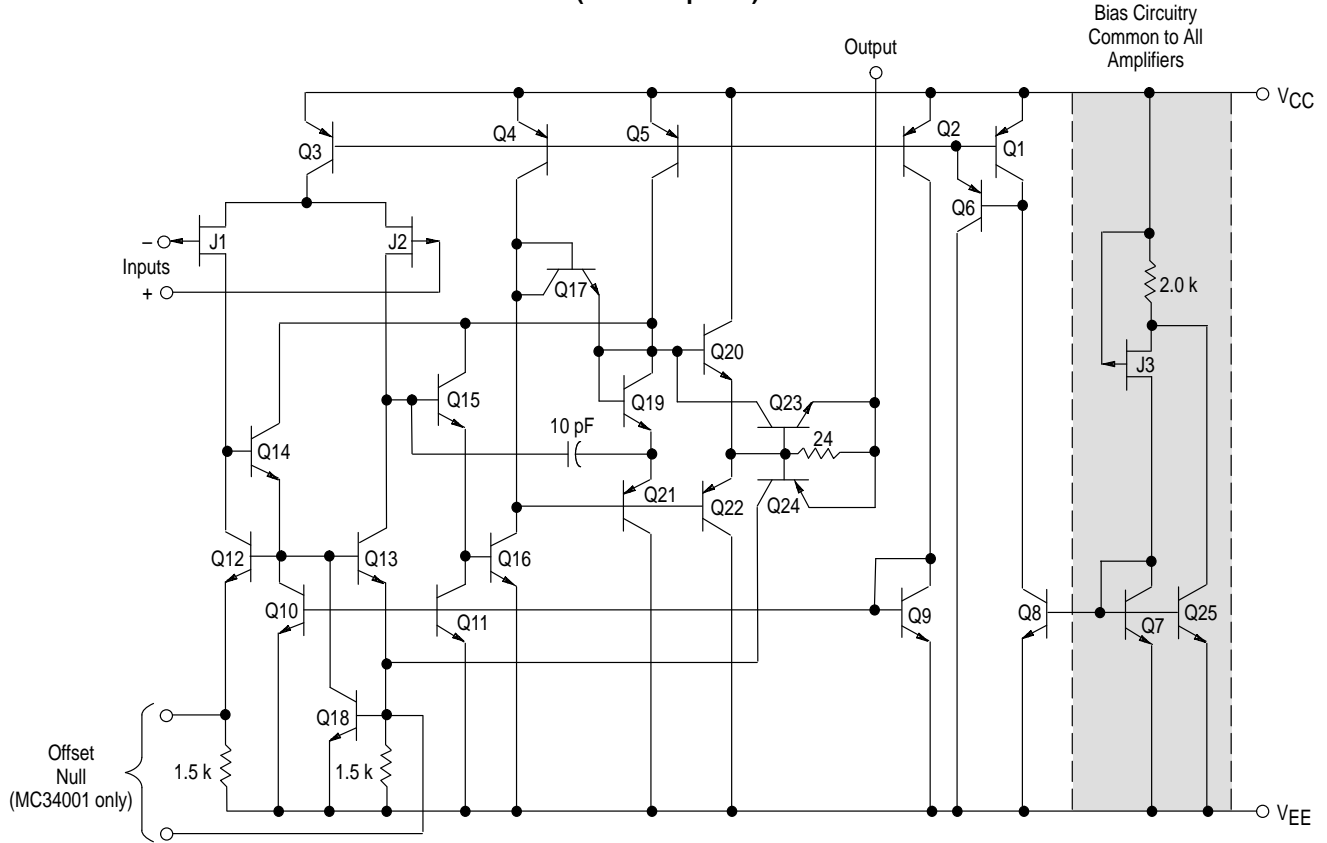 Bias Circuitry
Common to All
Amplifiers
Output
VCC
Q3
Q4
Q5
Q2
Q1
Q6
J1
J2
–
Inputs
+
Q17
2.0 k
J3
Q20
Q15
Q19
Q23
10 pF
24
Q14
Q21
Q22
Q24
Q12
Q13
Q16
Q10
Q11
Q9
Q8
Q7
Q25
Q18
Offset
Null
(MC34001 only)
1.5 k
1.5 k
VEE